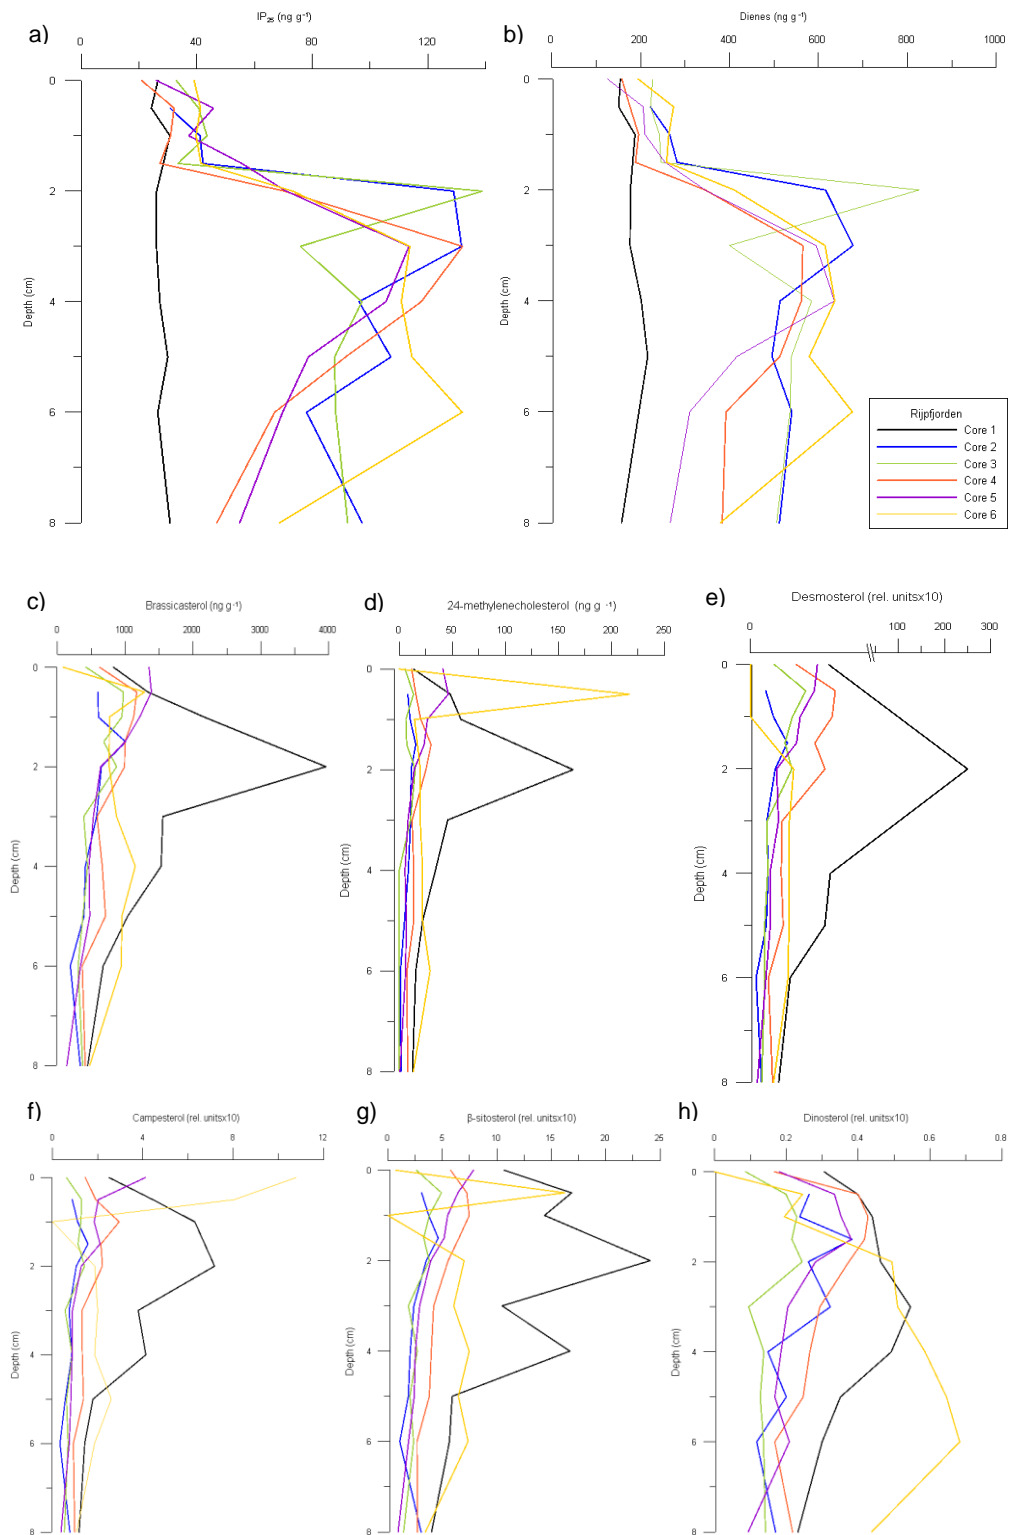 IP₂₅ (ng g⁻¹)
a)
0 40 80 120
0
2
4
6
8
Depth (cm)
Dienes (ng g⁻¹)
b)
0 200 400 600 800 1000
0
2
4
6
8
Depth (cm)
Rijpfjorden
Core 1
Core 2
Core 3
Core 4
Core 5
Core 6
c)
Brassicasterol (ng g⁻¹)
0 1000 2000 3000 4000
0
2
4
6
8
Depth (cm)
d)
24-methylenecholesterol (ng g⁻¹)
0 50 100 150 200 250
0
2
4
6
8
Depth (cm)
e)
Desmosterol (rel. unitsx10)
0 100 200 300
0
2
4
6
8
Depth (cm)
f)
Campesterol (rel. unitsx10)
0 4 8 12
0
2
4
6
8
Depth (cm)
g)
β-sitosterol (rel. unitsx10)
0 5 10 15 20 25
0
2
4
6
8
Depth (cm)
h)
Dinosterol (rel. unitsx10)
0 0.2 0.4 0.6 0.8
0
2
4
6
8
Depth (cm)